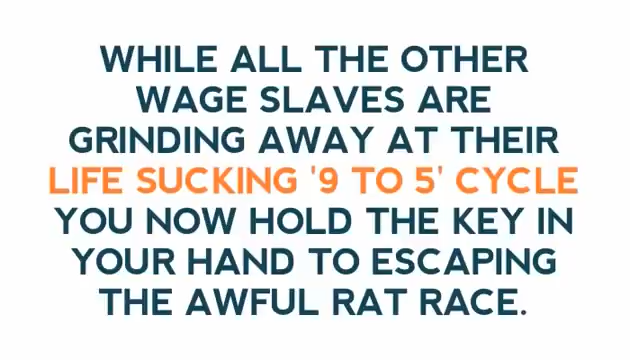 WHILE ALL THE OTHER
WAGE SLAVES ARE
GRINDING AWAY AT THEIR
LIFE SUCKING '9 TO 5' CYCLE
YOU NOW HOLD THE KEY IN
YOUR HAND TO ESCAPING
THE AWFUL RAT RACE.